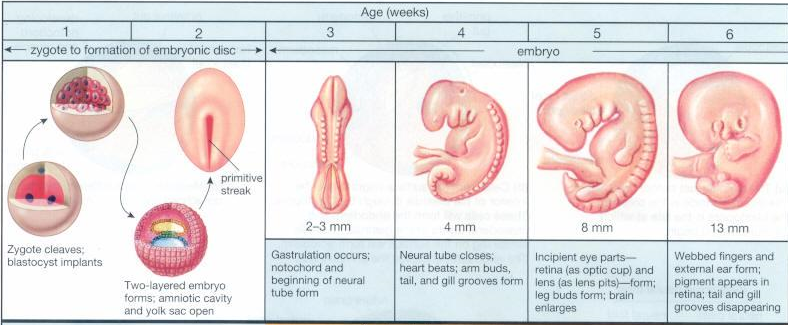 Age (weeks)
1
2
3
4
5
6
zygote to formation of embryonic disc
embryo
primitive
streak
Zygote cleaves;
blastocyst implants
Two-layered embryo
forms; amniotic cavity
and yolk sac open
2–3 mm
4 mm
8 mm
13 mm
Gastrulation occurs;
notochord and
beginning of neural
tube form
Neural tube closes;
heart beats; arm buds,
tail, and gill grooves form
Incipient eye parts—
retina (as optic cup) and
lens (as lens pits)—form;
leg buds form; brain
enlarges
Webbed fingers and
external ear form;
pigment appears in
retina; tail and gill
grooves disappearing